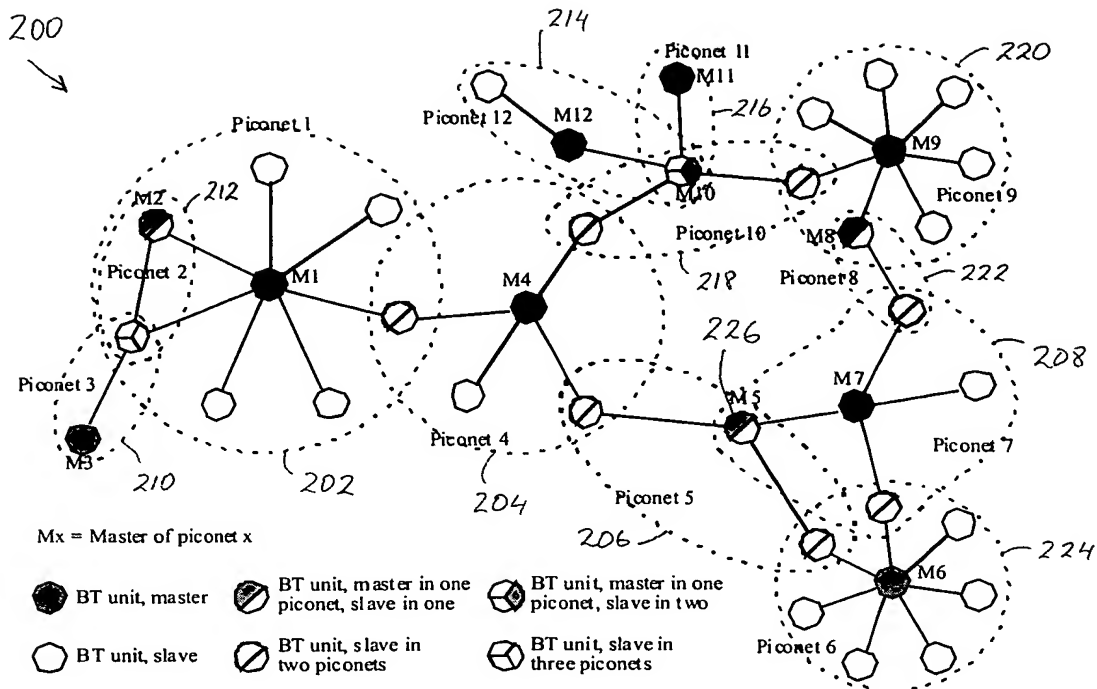 200
214
220
Piconet 11
M11
Piconet 12
M12
216
Piconet 1
M9
M2
212
M10
Piconet 9
Piconet 10
M8
Piconet 2
M1
M4
218
Piconet 8
222
226
208
Piconet 3
M7
M5
M3
Piconet 4
Piconet 7
210
202
204
Piconet 5
206
224
Mx = Master of piconet x
M6
BT unit, master
BT unit, master in one
piconet, slave in one
BT unit, master in one
piconet, slave in two
Piconet 6
BT unit, slave
BT unit, slave in
two piconets
BT unit, slave in
three piconets